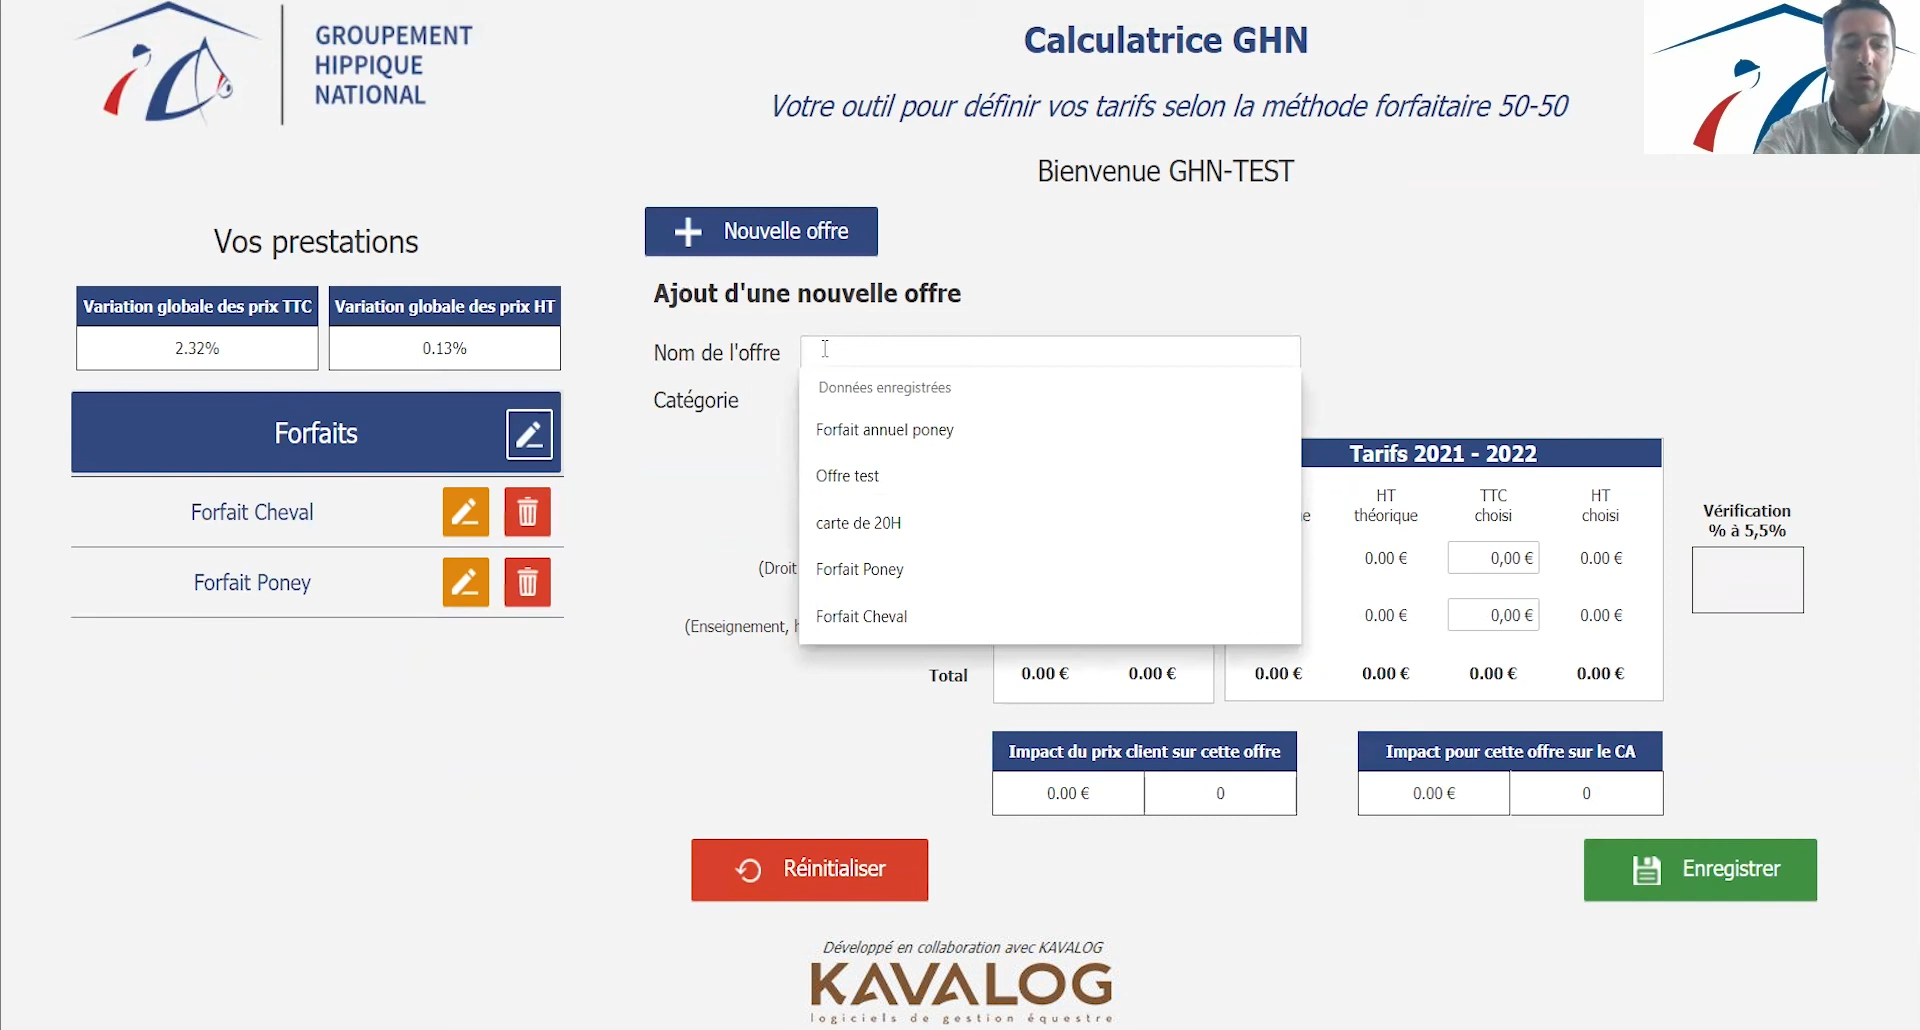 GROUPEMENT
HIPPIQUE
NATIONAL
Calculatrice GHN
Votre outil pour définir vos tarifs selon la méthode forfaitaire 50-50
Bienvenue GHN-TEST
Vos prestations
Variation globale des prix TTC
Variation globale des prix HT
2.32%
0.13%
Forfaits
Forfait Cheval
Forfait Poney
Nouvelle offre
Ajout d'une nouvelle offre
Nom de l'offre
Catégorie
Données enregistrées
Forfait annuel poney
Offre test
carte de 20H
Forfait Poney
Forfait Cheval
Tarifs 2021 - 2022
HT théorique
TTC choisi
HT choisi
Vérification
% à 5,5%
(Droit
0.00 € 0,00 € 0.00 €
(Enseignement,
0.00 € 0,00 € 0.00 €
Total 0.00 € 0.00 € 0.00 € 0.00 € 0.00 € 0.00 €
Impact du prix client sur cette offre
0.00 € 0
Impact pour cette offre sur le CA
0.00 € 0
Réinitialiser
Enregistrer
Développé en collaboration avec KAVALOG
KAVALOG
logiciels de gestion équestre